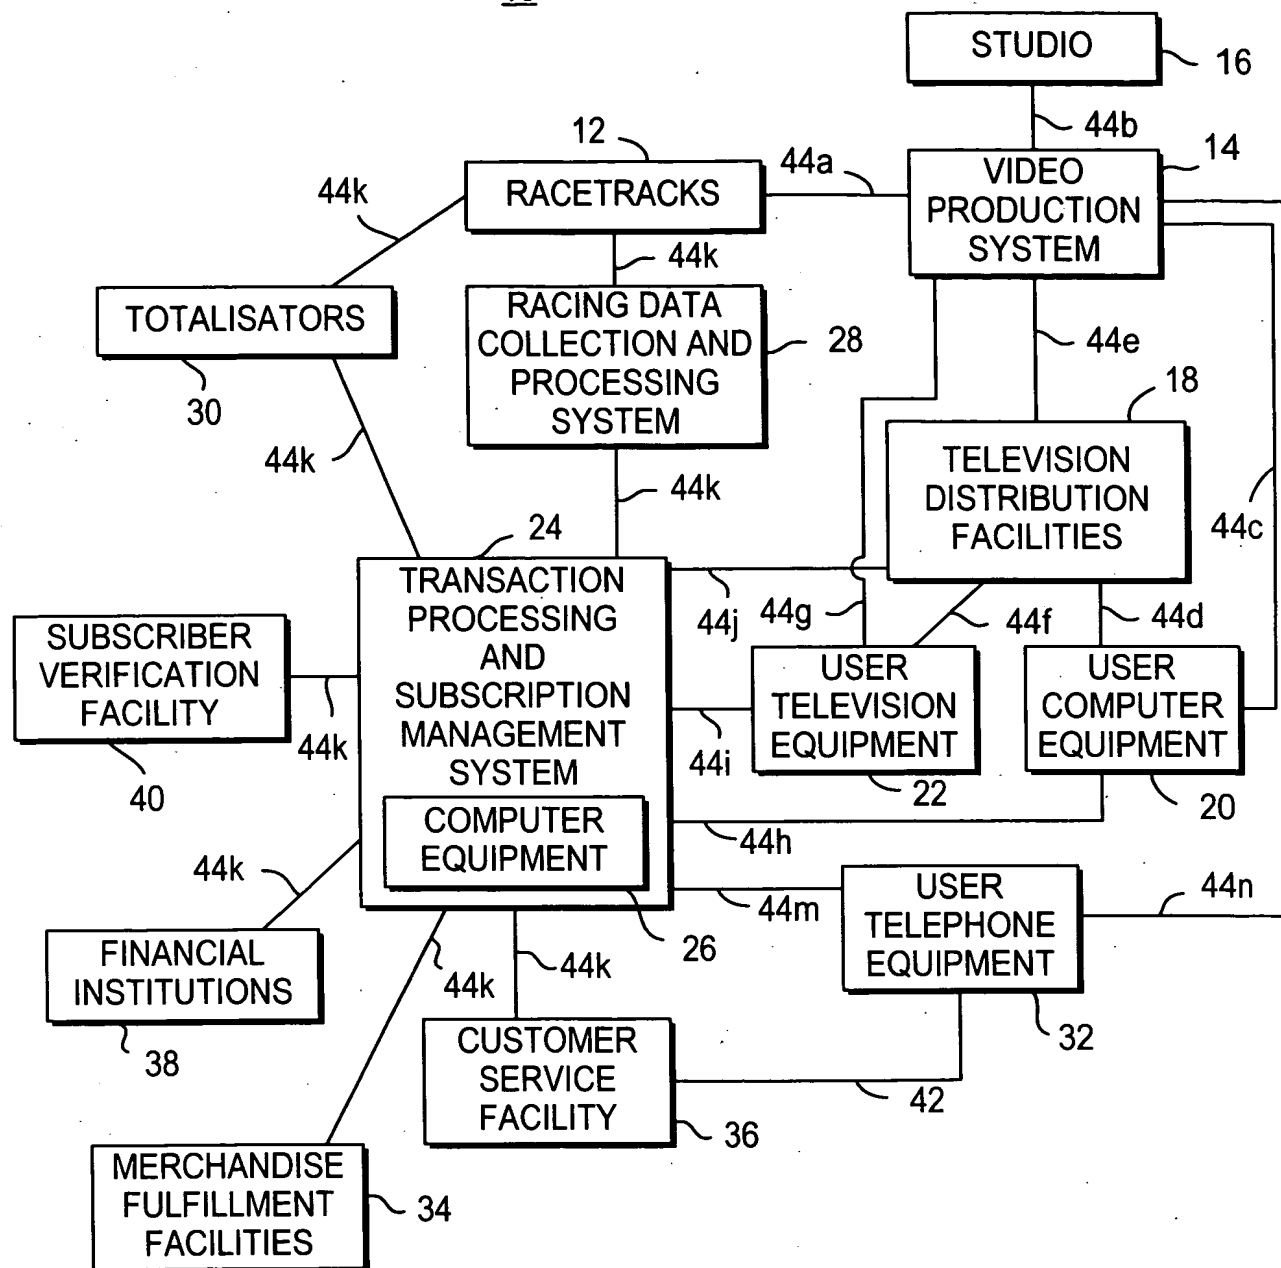 STUDIO
16
44b
12
44a
14
RACETRACKS
VIDEO
PRODUCTION
SYSTEM
44k
44k
TOTALISATORS
30
RACING DATA
COLLECTION AND
PROCESSING
SYSTEM
28
44e
18
44k
44k
TELEVISION
DISTRIBUTION
FACILITIES
44c
24
TRANSACTION
PROCESSING
AND
SUBSCRIPTION
MANAGEMENT
SYSTEM
44j
44g
44f
44d
SUBSCRIBER
VERIFICATION
FACILITY
40
44k
USER
TELEVISION
EQUIPMENT
22
USER
COMPUTER
EQUIPMENT
20
44i
COMPUTER
EQUIPMENT
26
44h
44k
44m
USER
TELEPHONE
EQUIPMENT
32
44n
FINANCIAL
INSTITUTIONS
38
44k
44k
CUSTOMER
SERVICE
FACILITY
36
42
MERCHANDISE
FULFILLMENT
FACILITIES
34